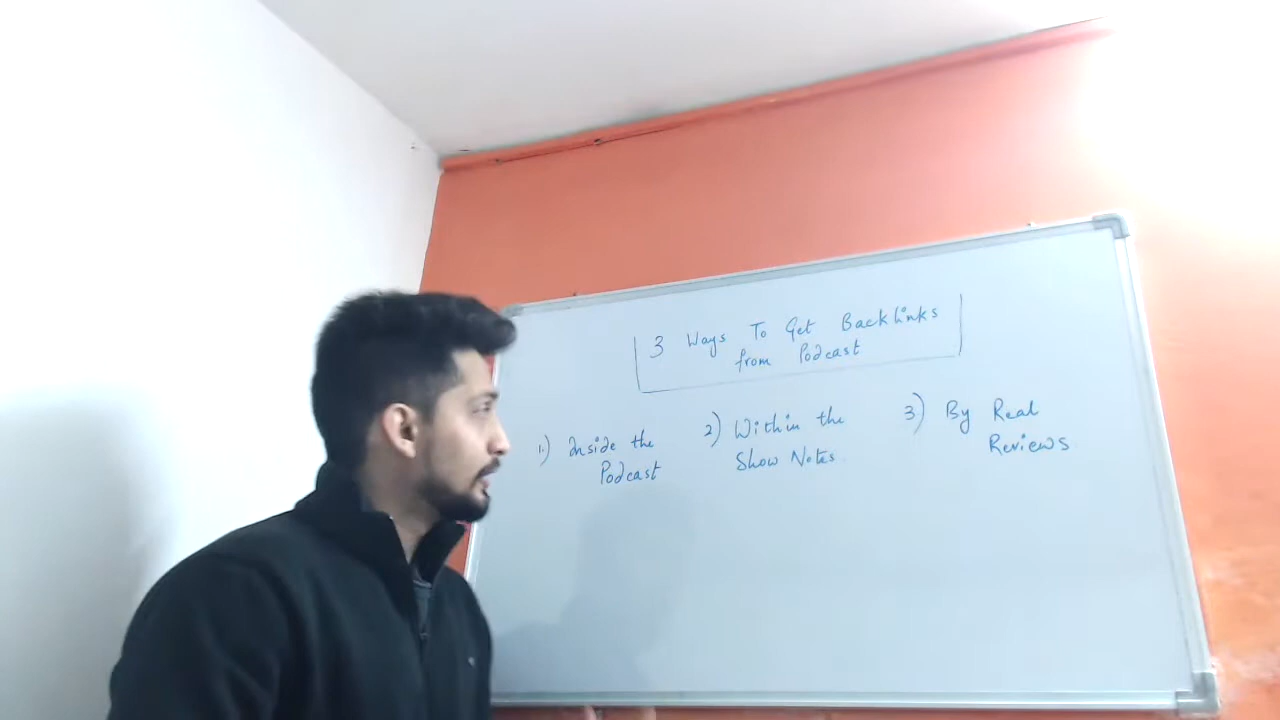 3 Ways To Get Backlinks
from Podcast
1.) Inside the
Podcast
2) Within the
Show Notes.
3) By Real
Reviews